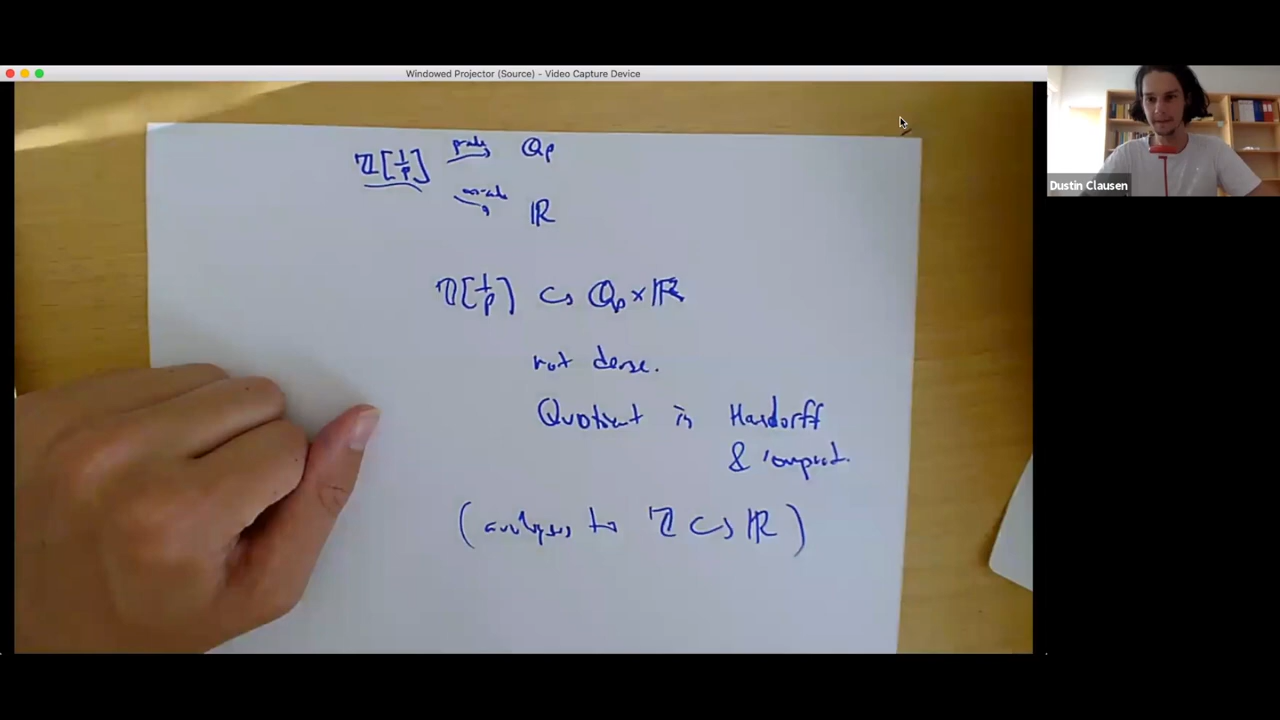 Windowed Projector (Source) - Video Capture Device
Dustin Clausen
ℤ[1/p] → ℚp
→ ℝ
ℤ[1/p] ↪ ℚp × ℝ
not dense.
Quotient is Hausdorff
& compact.
(analogous to ℤ ↪ ℝ)